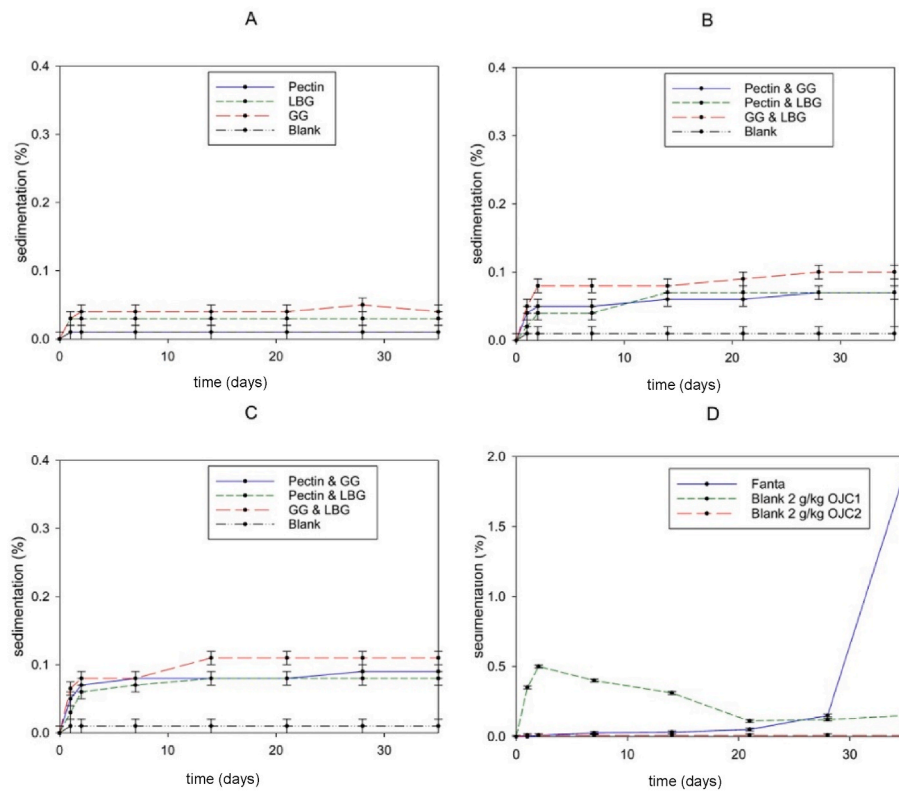 A
0.4
0.3
0.2
0.1
0.0
sedimentation (%)
Pectin
LBG
GG
Blank
0
10
20
30
time (days)
B
0.4
0.3
0.2
0.1
0.0
sedimentation (%)
Pectin & GG
Pectin & LBG
GG & LBG
Blank
0
10
20
30
time (days)
C
0.4
0.3
0.2
0.1
0.0
sedimentation (%)
Pectin & GG
Pectin & LBG
GG & LBG
Blank
0
10
20
30
time (days)
D
2.0
1.5
1.0
0.5
0.0
sedimentation (%)
Fanta
Blank 2 g/kg OJC1
Blank 2 g/kg OJC2
0
10
20
30
time (days)